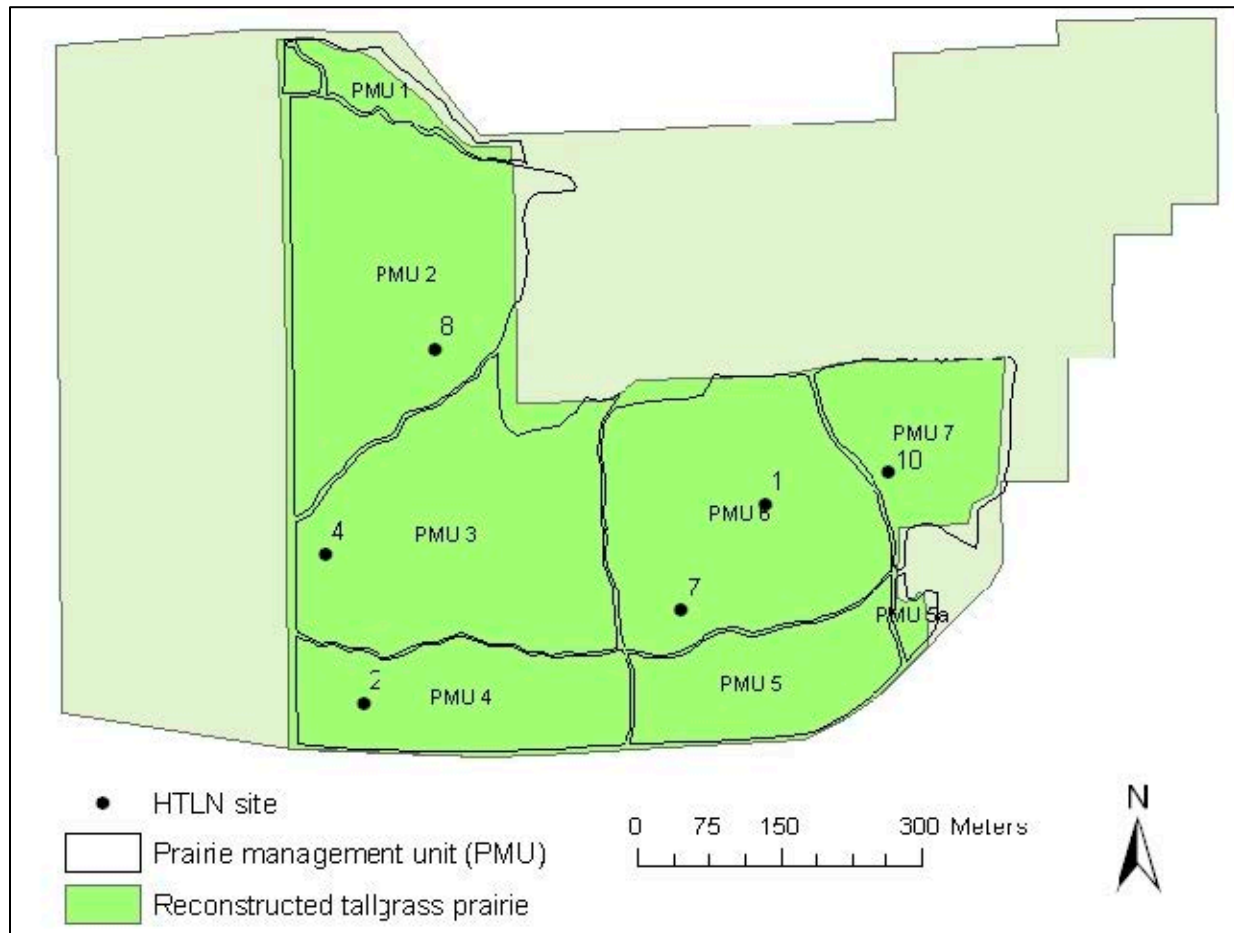 PMU 1
PMU 2
8
PMU 7
10
1
PMU 6
4
PMU 3
7
PMU 5a
2
PMU 4
PMU 5
HTLN site
Prairie management unit (PMU)
Reconstructed tallgrass prairie
0 75 150 300 Meters
N